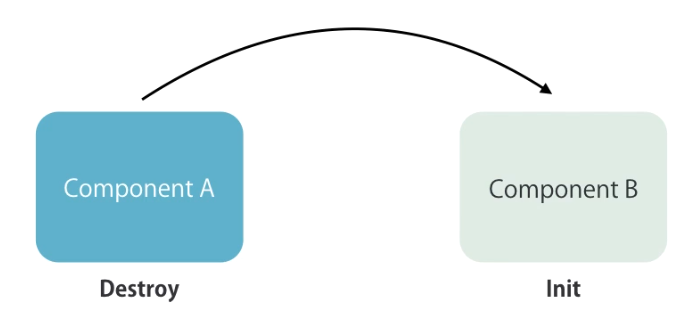 Component A
Component B
Destroy
Init